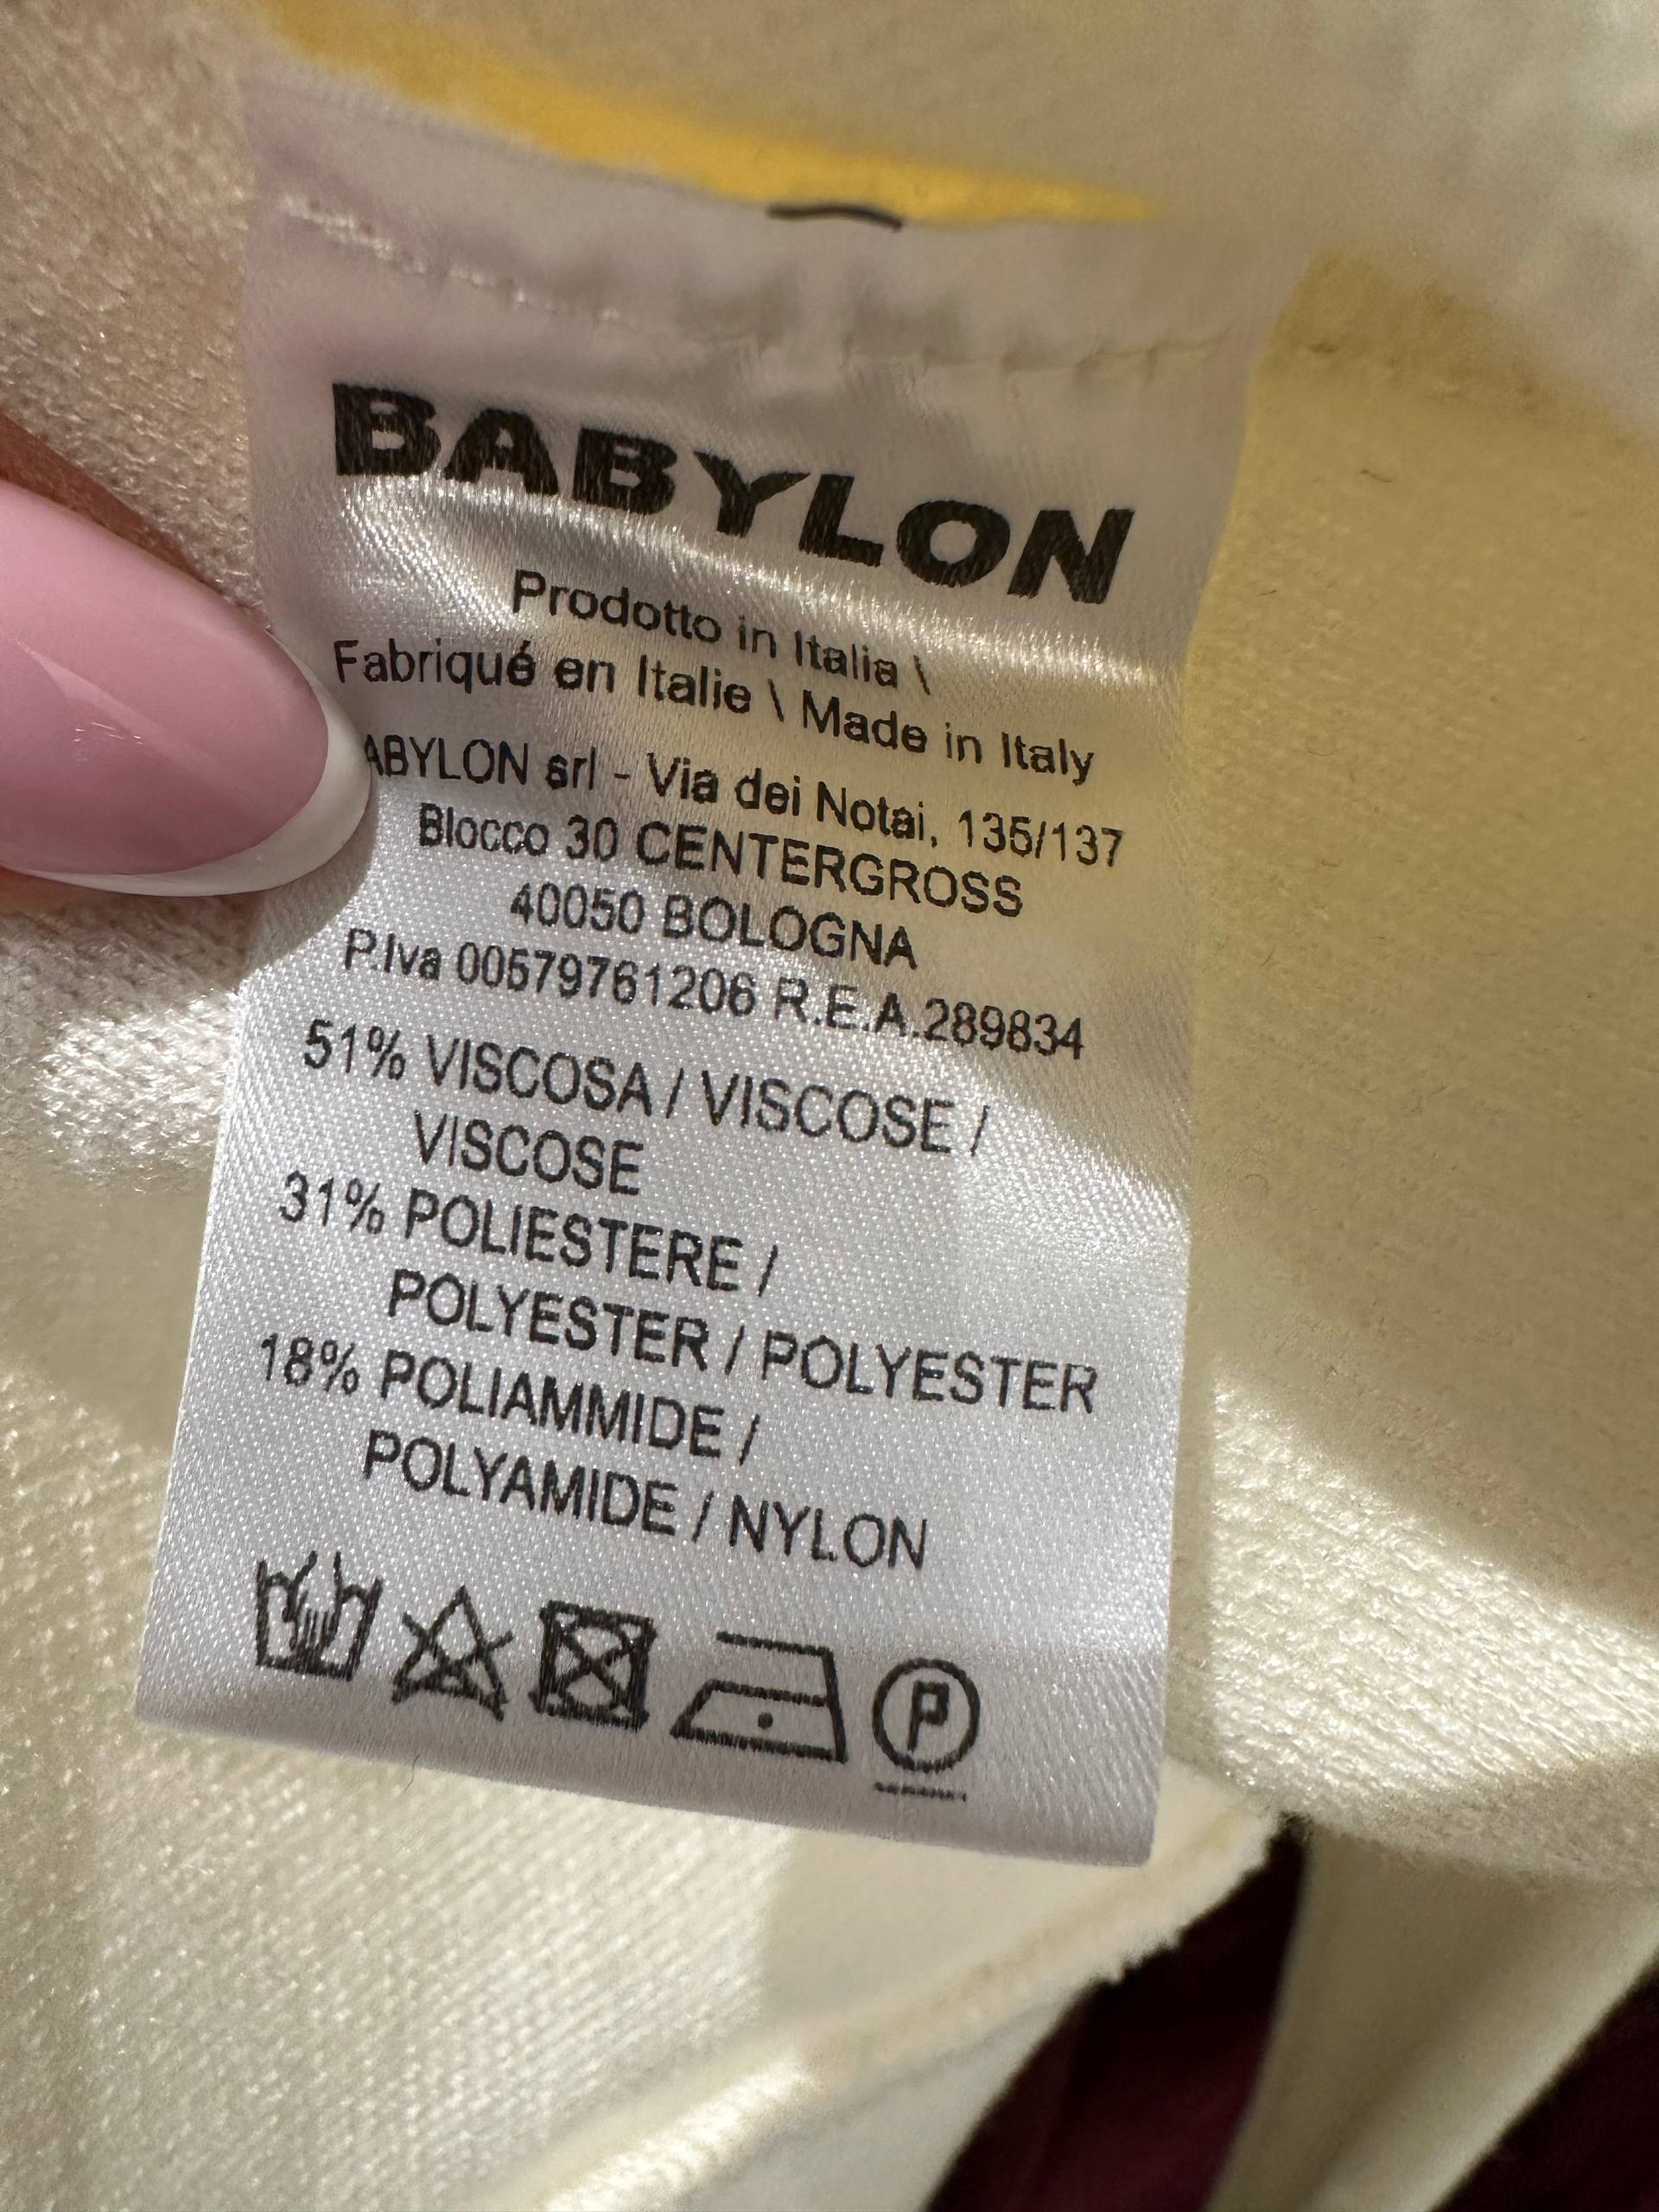 BABYLON
Prodotto in Italia \
Fabriqué en Italie \ Made in Italy
ABYLON srl - Via dei Notai, 135/137
Blocco 30 CENTERGROSS
40050 BOLOGNA
P.Iva 00579761206 R.E.A.289834
51% VISCOSA / VISCOSE /
VISCOSE
31% POLIESTERE /
POLYESTER / POLYESTER
18% POLIAMMIDE /
POLYAMIDE / NYLON
P